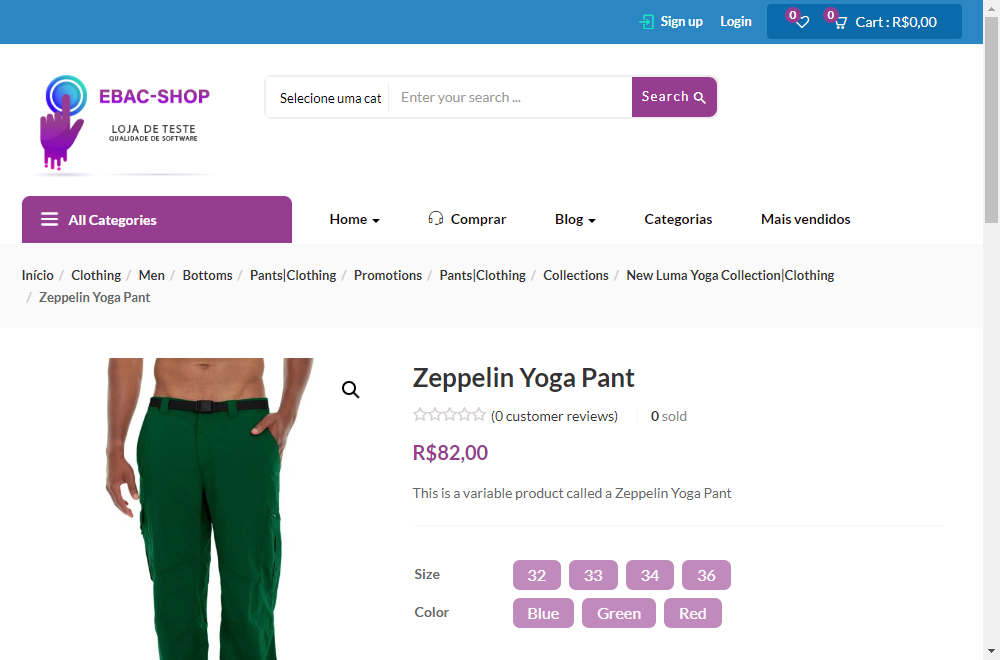 Sign up Login 0 0 Cart : R$0,00
EBAC-SHOP
LOJA DE TESTE
QUALIDADE DE SOFTWARE
Selecione uma cat Enter your search ... Search
All Categories Home Comprar Blog Categorias Mais vendidos
Início / Clothing / Men / Bottoms / Pants|Clothing / Promotions / Pants|Clothing / Collections / New Luma Yoga Collection|Clothing
/ Zeppelin Yoga Pant
Zeppelin Yoga Pant
(0 customer reviews) 0 sold
R$82,00
This is a variable product called a Zeppelin Yoga Pant
Size 32 33 34 36
Color Blue Green Red